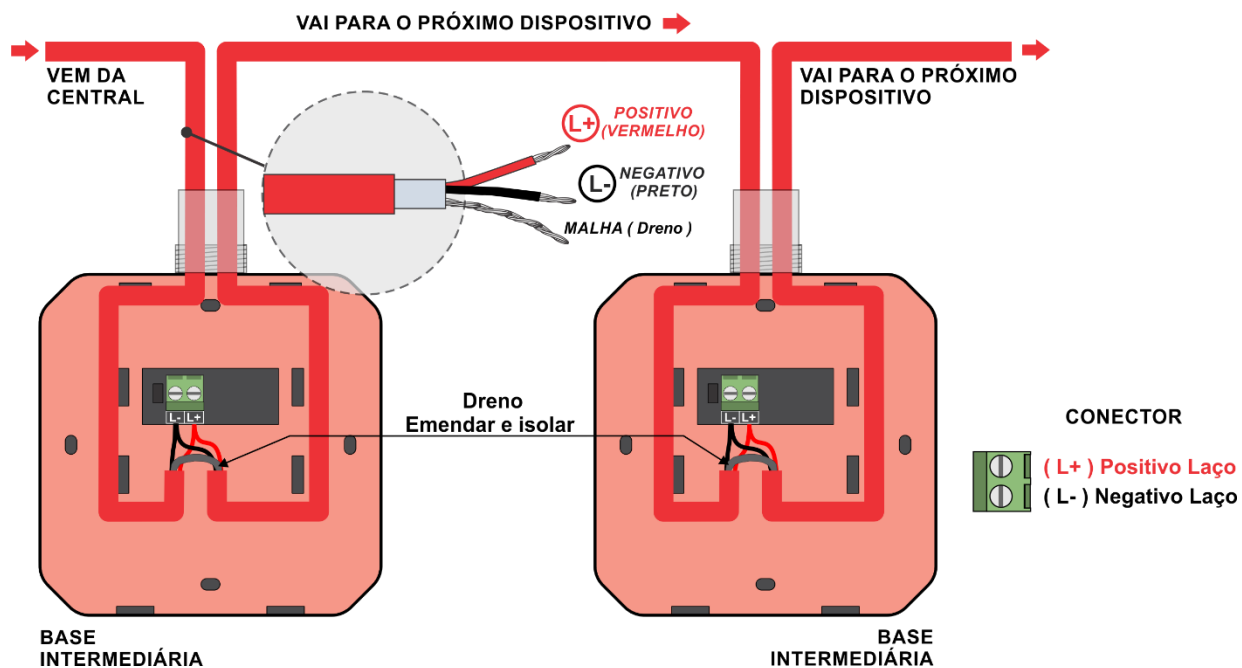 VAI PARA O PRÓXIMO DISPOSITIVO
VEM DA
CENTRAL
VAI PARA O PRÓXIMO
DISPOSITIVO
L+
POSITIVO
(VERMELHO)
L-
NEGATIVO
(PRETO)
MALHA ( Dreno )
L- L+
L- L+
Dreno
Emendar e isolar
CONECTOR
( L+ ) Positivo Laço
( L- ) Negativo Laço
BASE
INTERMEDIÁRIA
BASE
INTERMEDIÁRIA